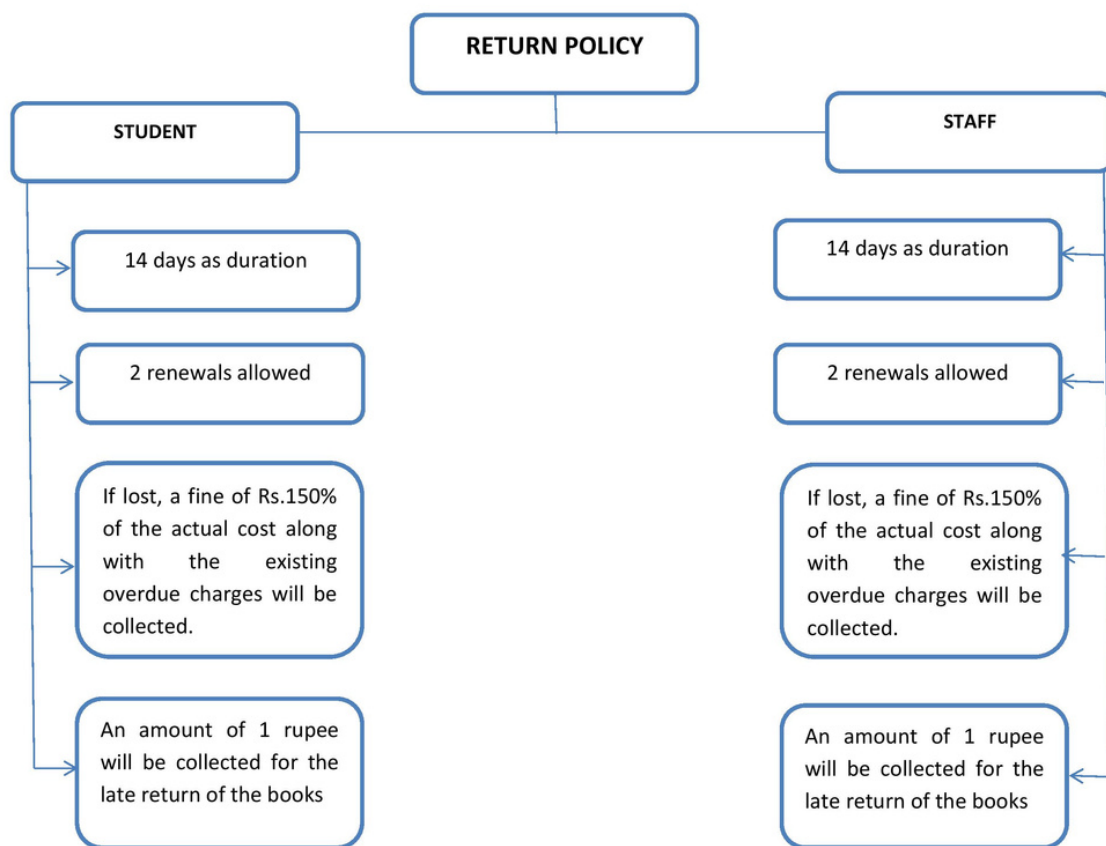 RETURN POLICY
STUDENT
14 days as duration
2 renewals allowed
If lost, a fine of Rs.150%
of the actual cost along
with the existing
overdue charges will be
collected.
An amount of 1 rupee
will be collected for the
late return of the books
STAFF
14 days as duration
2 renewals allowed
If lost, a fine of Rs.150%
of the actual cost along
with the existing
overdue charges will be
collected.
An amount of 1 rupee
will be collected for the
late return of the books